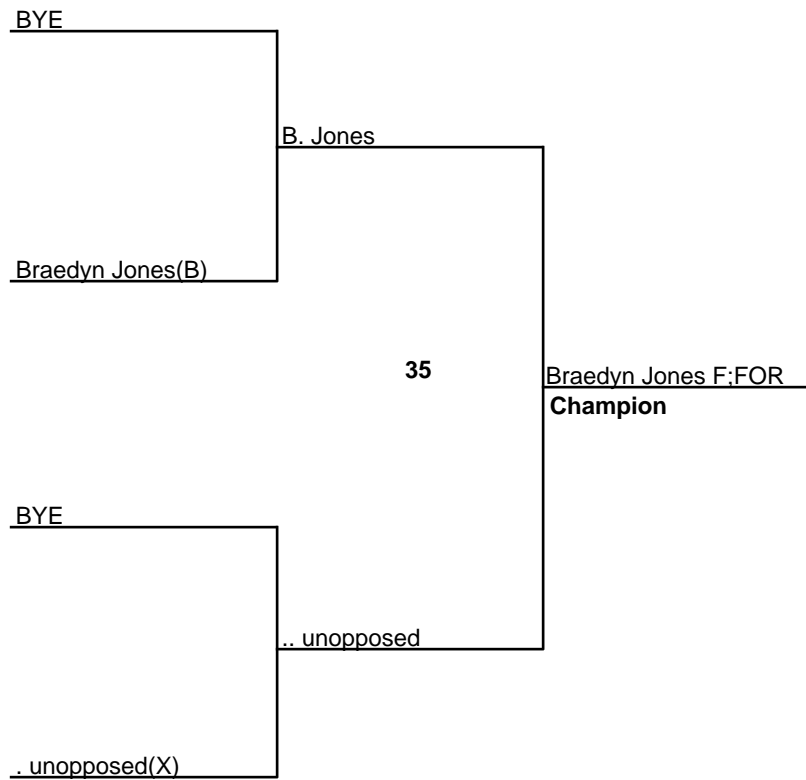 BYE
B. Jones
Braedyn Jones(B)
35
Braedyn Jones F;FOR
Champion
BYE
.. unopposed
. unopposed(X)